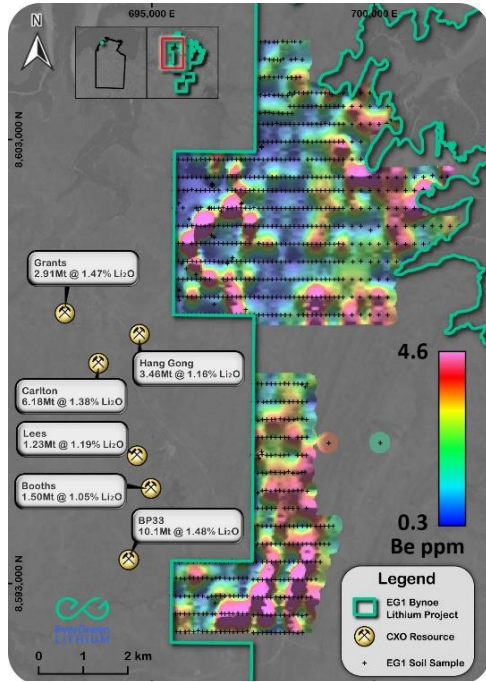 695,000 E
700,000 E
N
8,603,000 N
Grants
2.91Mt @ 1.47% Li₂O
Hang Gong
3.46Mt @ 1.16% Li₂O
Carlton
6.18Mt @ 1.38% Li₂O
Lees
1.23Mt @ 1.19% Li₂O
Booths
1.50Mt @ 1.05% Li₂O
BP33
10.1Mt @ 1.48% Li₂O
4.6
0.3
Be ppm
8,593,000 N
EverGreen
LITHIUM
0 1 2 km
Legend
EG1 Bynoe
Lithium Project
CXO Resource
EG1 Soil Sample